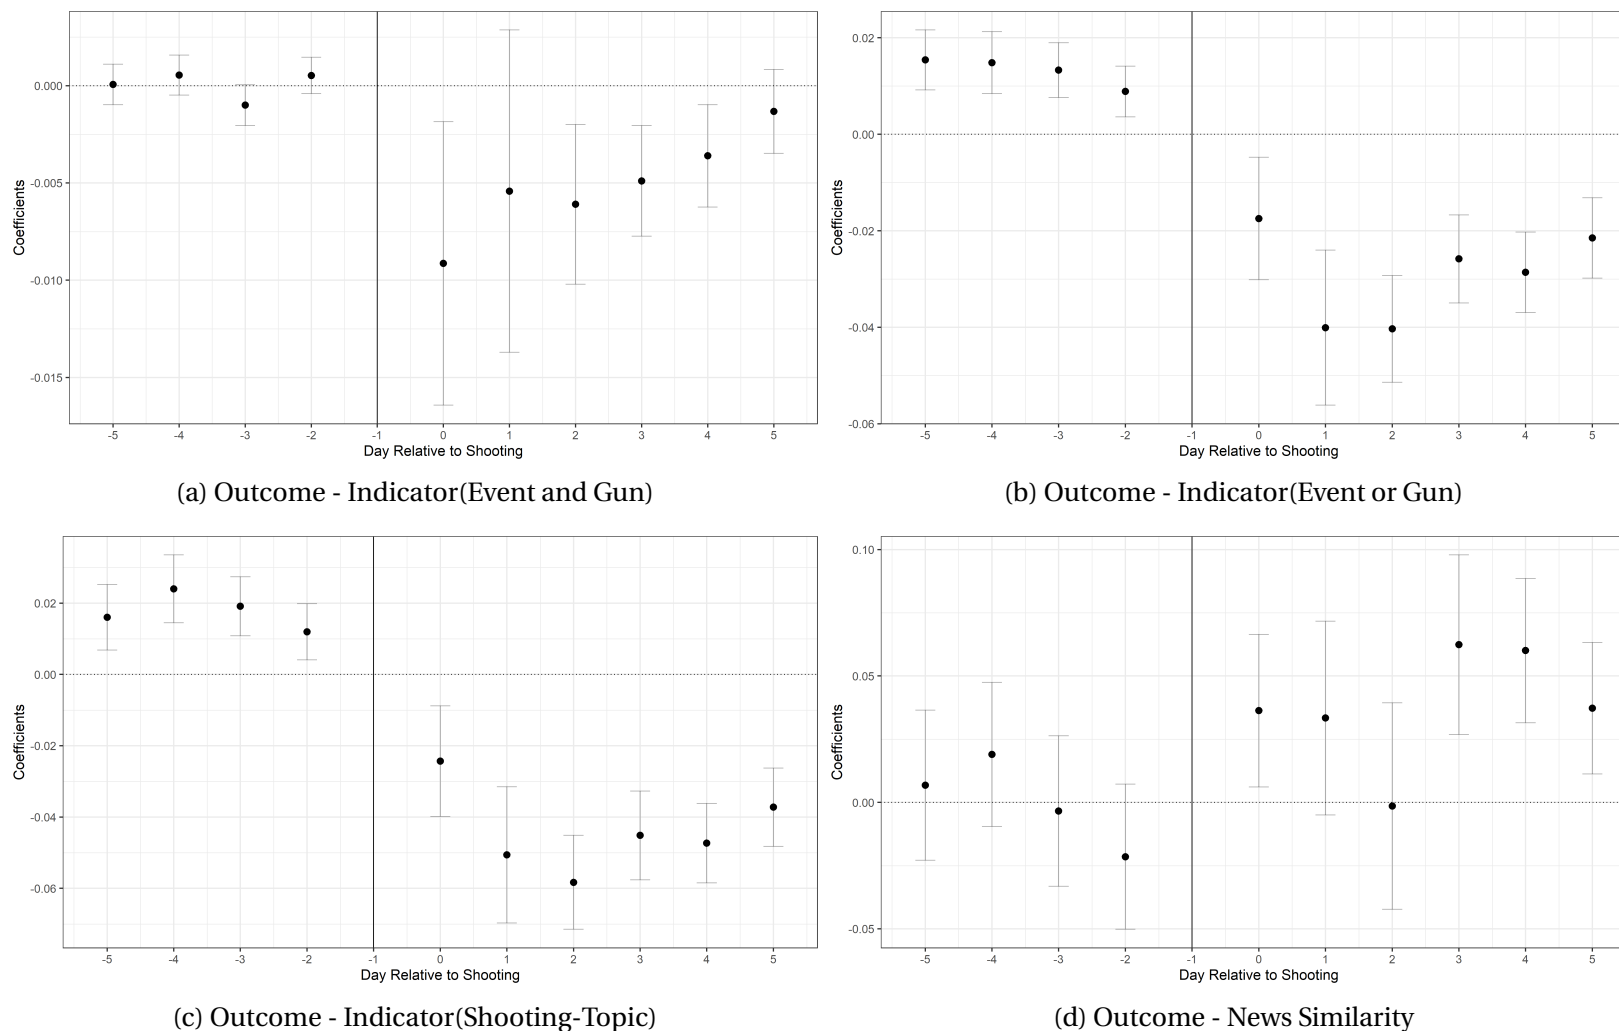 0.000
-0.005
-0.010
-0.015
Coefficients
-5 -4 -3 -2 -1 0 1 2 3 4 5
Day Relative to Shooting
(a) Outcome - Indicator(Event and Gun)
0.02
0.00
-0.02
-0.04
-0.06
Coefficients
-5 -4 -3 -2 -1 0 1 2 3 4 5
Day Relative to Shooting
(b) Outcome - Indicator(Event or Gun)
0.02
0.00
-0.02
-0.04
-0.06
Coefficients
-5 -4 -3 -2 -1 0 1 2 3 4 5
Day Relative to Shooting
(c) Outcome - Indicator(Shooting-Topic)
0.10
0.05
0.00
-0.05
Coefficients
-5 -4 -3 -2 -1 0 1 2 3 4 5
Day Relative to Shooting
(d) Outcome - News Similarity